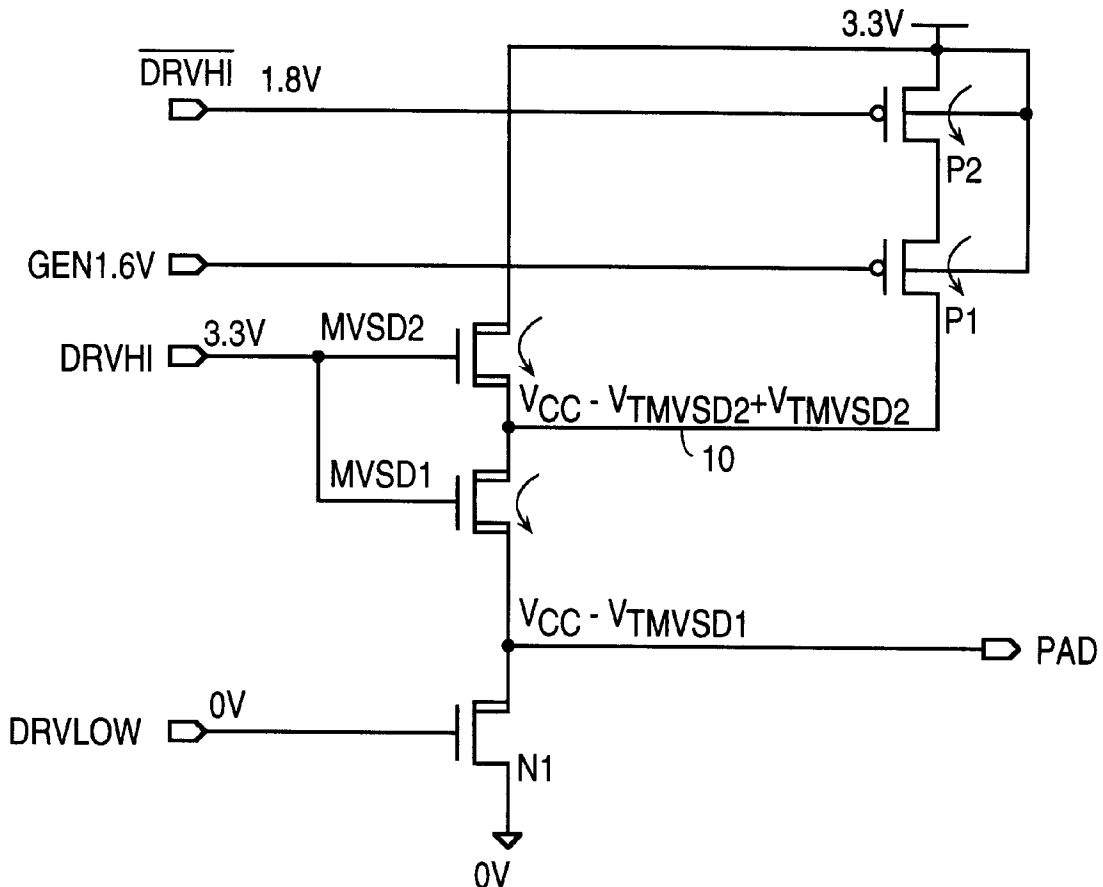 3.3V
DRVHI 1.8V
P2
GEN1.6V
P1
DRVHI 3.3V MVSD2
VCC - VTMVSD2+VTMVSD2
10
MVSD1
VCC - VTMVSD1
PAD
DRVLOW 0V
N1
0V